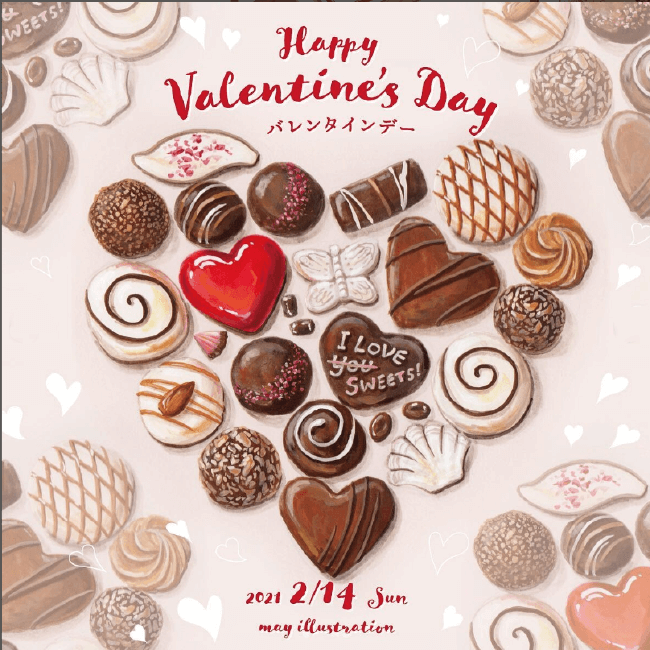 Happy
Valentine's Day
バレンタインデー
I LOVE
You
SWEETS!
2021 2/14 Sun
may illustration
SWEETS!